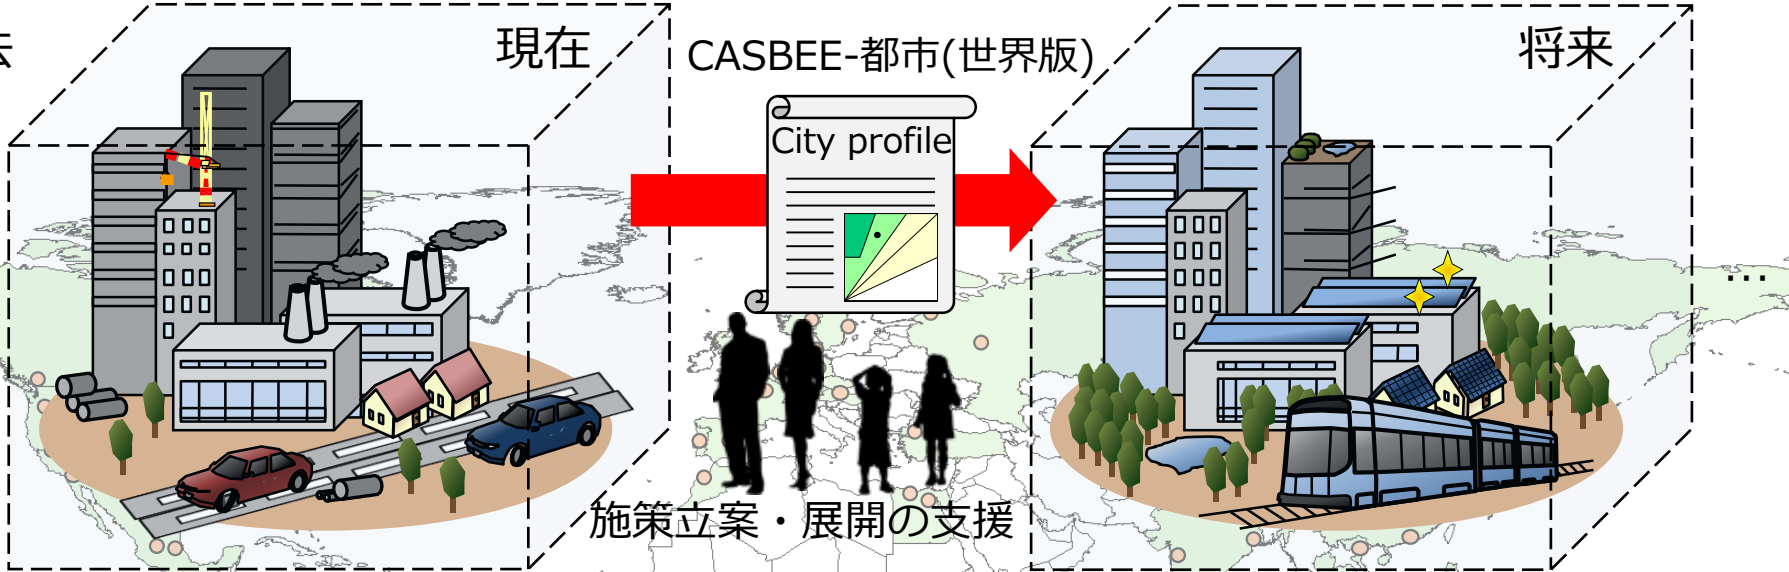 去
現在
CASBEE-都市(世界版)
将来
City profile
…
施策立案・展開の支援